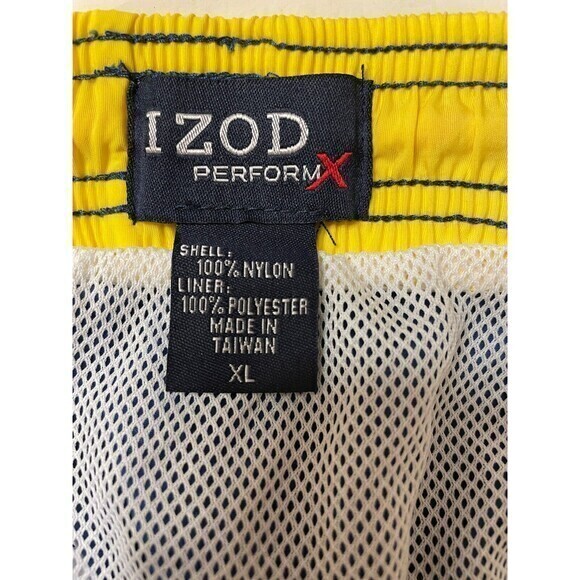 IZOD
PERFORMX
SHELL:
100% NYLON
LINER:
100% POLYESTER
MADE IN
TAIWAN
XL